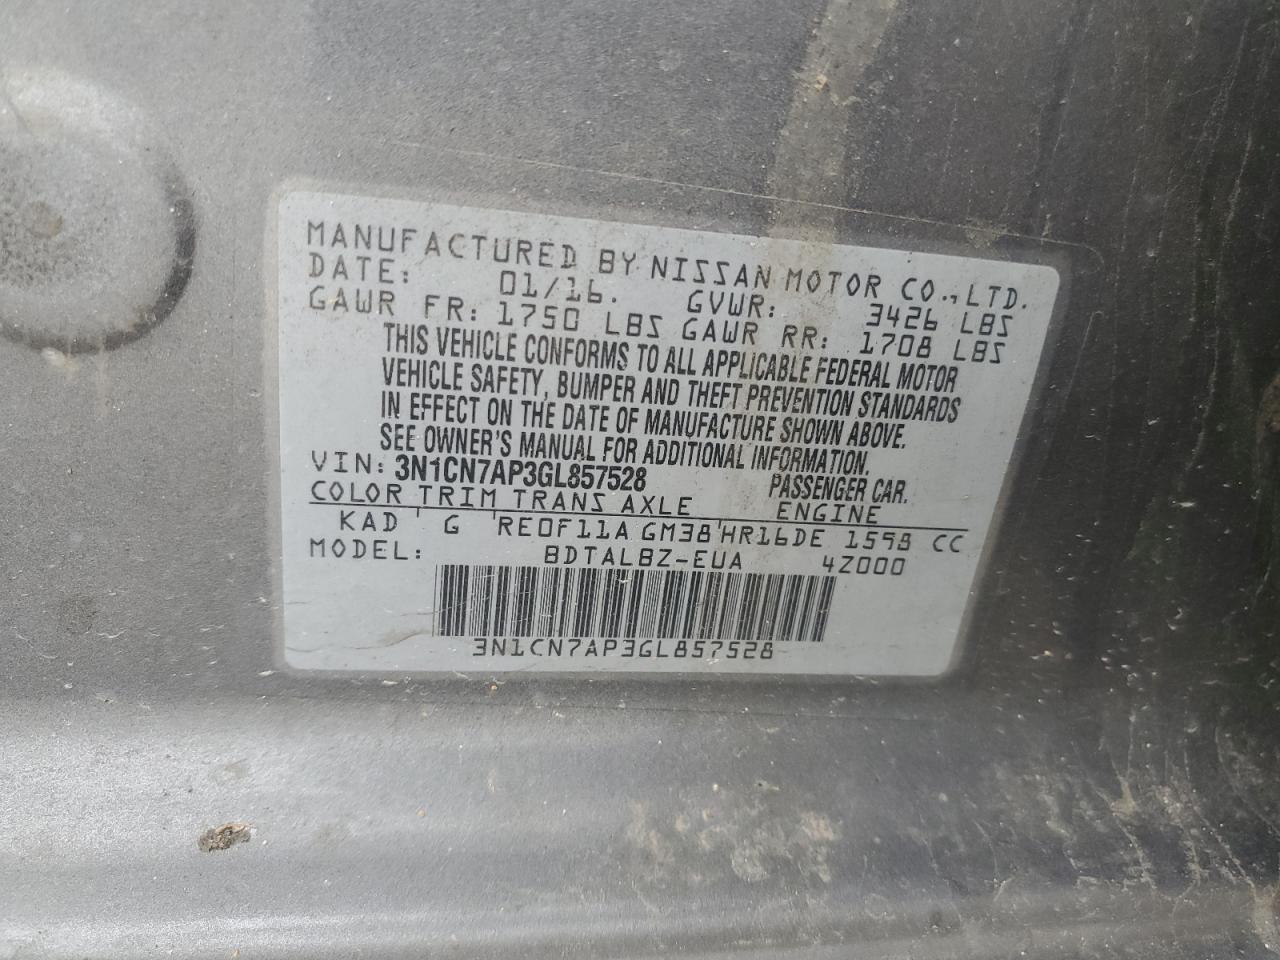 MANUFACTURED BY NISSAN MOTOR CO., LTD.
DATE: 01/16. GVWR: 3426 LBS
GAWR FR: 1750 LBS GAWR RR: 1708 LBS
THIS VEHICLE CONFORMS TO ALL APPLICABLE FEDERAL MOTOR
VEHICLE SAFETY, BUMPER AND THEFT PREVENTION STANDARDS
IN EFFECT ON THE DATE OF MANUFACTURE SHOWN ABOVE.
SEE OWNER'S MANUAL FOR ADDITIONAL INFORMATION.
VIN: 3N1CN7AP3GL857528 PASSENGER CAR.
COLOR TRIM TRANS AXLE ENGINE
KAD G RE0F11A GM38 HR16DE 1598 CC
MODEL: BDTALBZ-EUA 4Z000
3N1CN7AP3GL857528